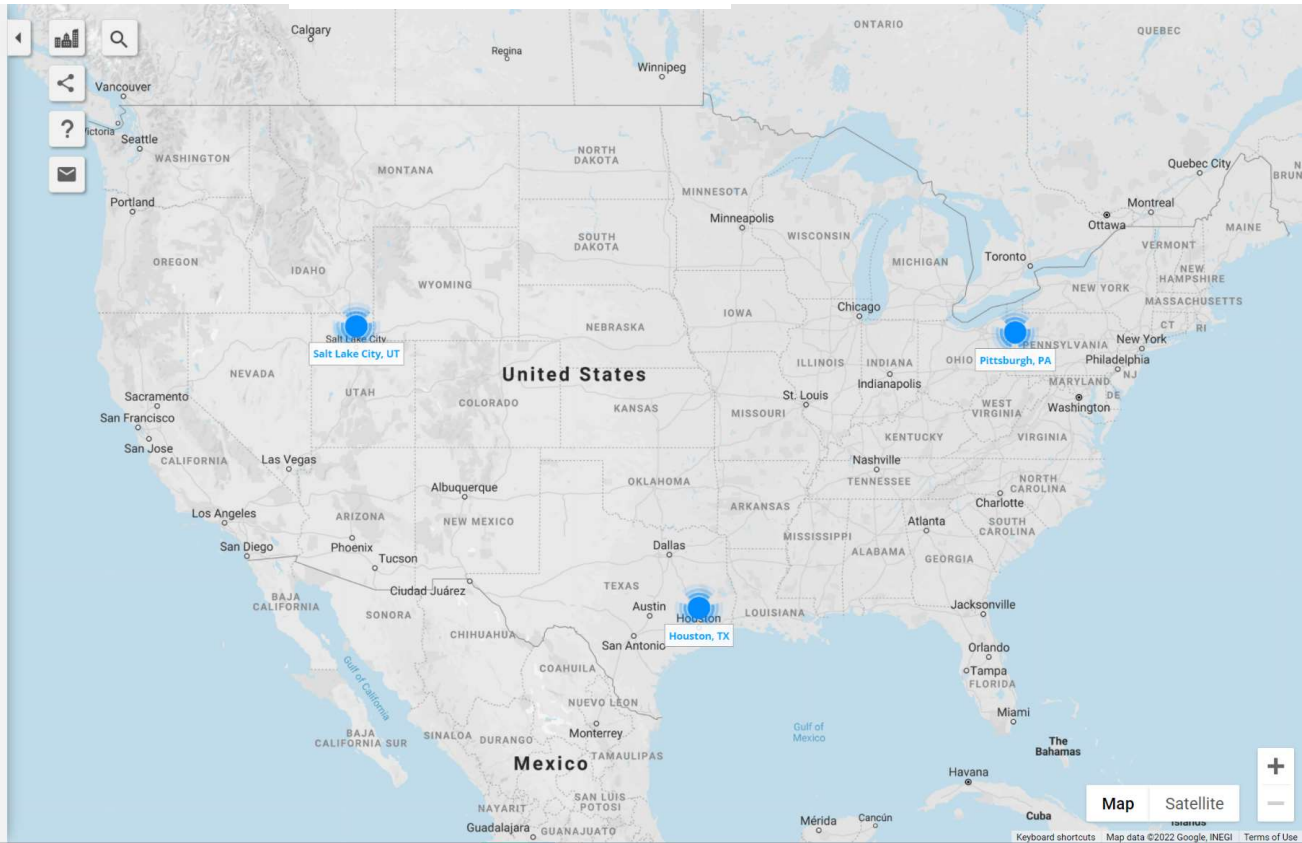 Calgary
ONTARIO
QUEBEC
Regina
Winnipeg
Vancouver
Victoria
Seattle
WASHINGTON
NORTH
DAKOTA
MONTANA
Quebec City
MINNESOTA
Portland
Montreal
Minneapolis
Ottawa
MAINE
WISCONSIN
SOUTH
DAKOTA
VERMONT
OREGON
MICHIGAN
Toronto
IDAHO
NEW
HAMPSHIRE
WYOMING
NEW YORK
MASSACHUSETTS
Chicago
IOWA
NEBRASKA
CT
RI
Salt Lake City
New York
PENNSYLVANIA
Salt Lake City, UT
Pittsburgh, PA
OHIO
Philadelphia
ILLINOIS
INDIANA
NEVADA
United States
NJ
Indianapolis
MARYLAND
UTAH
St. Louis
DE
Sacramento
COLORADO
KANSAS
MISSOURI
WEST
VIRGINIA
Washington
San Francisco
KENTUCKY
VIRGINIA
San Jose
CALIFORNIA
Las Vegas
Nashville
TENNESSEE
OKLAHOMA
NORTH
CAROLINA
Albuquerque
Charlotte
ARKANSAS
Los Angeles
ARIZONA
NEW MEXICO
Atlanta
SOUTH
CAROLINA
MISSISSIPPI
San Diego
Phoenix
Dallas
ALABAMA
GEORGIA
Tucson
Ciudad Juárez
TEXAS
BAJA
CALIFORNIA
SONORA
Austin
Houston
LOUISIANA
Jacksonville
CHIHUAHUA
Houston, TX
San Antonio
Orlando
COAHUILA
Tampa
FLORIDA
Gulf of California
NUEVO LEON
Miami
Gulf of
Mexico
Monterrey
BAJA
CALIFORNIA SUR
SINALOA
DURANGO
The
Bahamas
TAMAULIPAS
Mexico
Havana
SAN LUIS
POTOSI
NAYARIT
Map
Satellite
Mérida
Cancún
Cuba
Islands
Guadalajara
GUANAJUATO
Keyboard shortcuts
Map data ©2022 Google, INEGI
Terms of Use